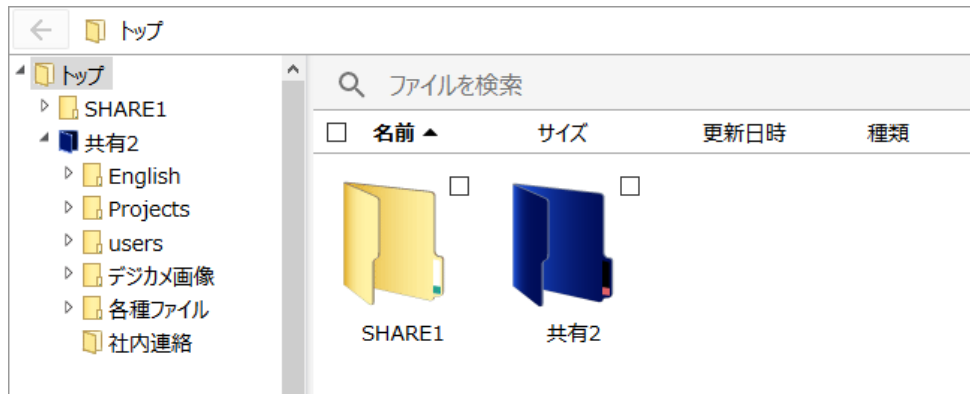 トップ
トップ
SHARE1
共有2
English
Projects
users
デジカメ画像
各種ファイル
社内連絡
ファイルを検索
名前 サイズ 更新日時 種類
SHARE1 共有2